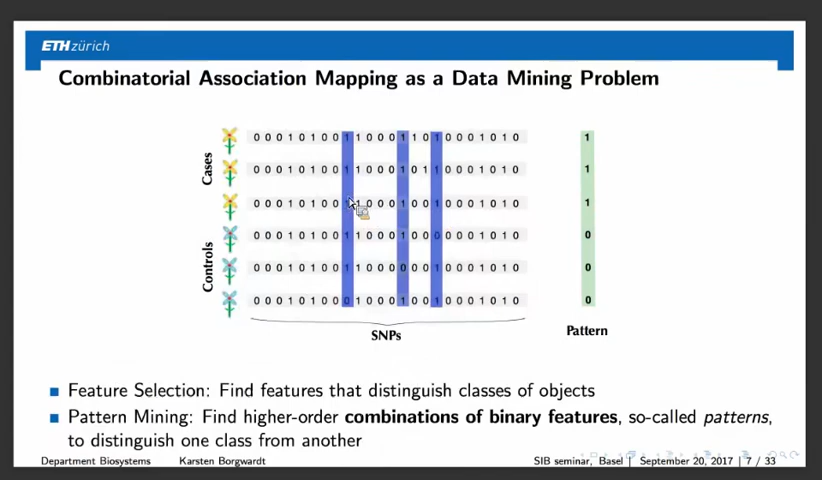 ETH zürich
Combinatorial Association Mapping as a Data Mining Problem
Cases
0 0 0 1 0 1 0 0 1 1 0 0 0 1 1 0 1 0 0 0 1 0 1 0 1
0 0 0 1 0 1 0 0 1 1 0 0 0 1 0 1 1 0 0 0 1 0 1 0 1
0 0 0 1 0 1 0 0 1 1 0 0 0 1 0 0 1 0 0 0 1 0 1 0 1
Controls
0 0 0 1 0 1 0 0 1 1 0 0 0 1 0 0 0 0 0 0 1 0 1 0 0
0 0 0 1 0 1 0 0 1 1 0 0 0 0 0 0 1 0 0 0 1 0 1 0 0
0 0 0 1 0 1 0 0 0 1 0 0 0 1 0 0 1 0 0 0 1 0 1 0 0
SNPs
Pattern
Feature Selection: Find features that distinguish classes of objects
Pattern Mining: Find higher-order combinations of binary features, so-called patterns,
to distinguish one class from another
Department Biosystems Karsten Borgwardt SIB seminar, Basel | September 20, 2017 | 7 / 33